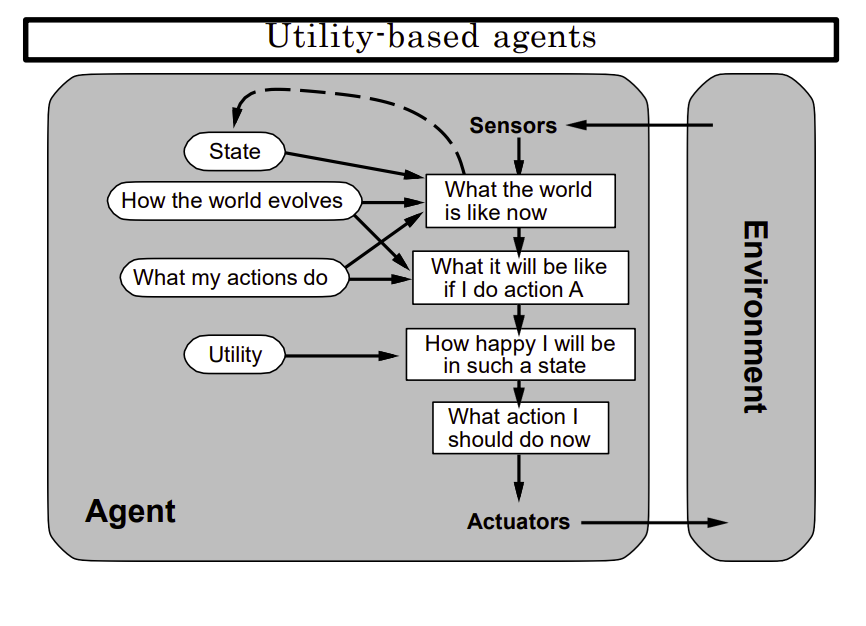 Utility-based agents
Sensors
State
What the world
is like now
How the world evolves
What it will be like
if I do action A
What my actions do
How happy I will be
in such a state
Utility
What action I
should do now
Agent
Actuators
Environment